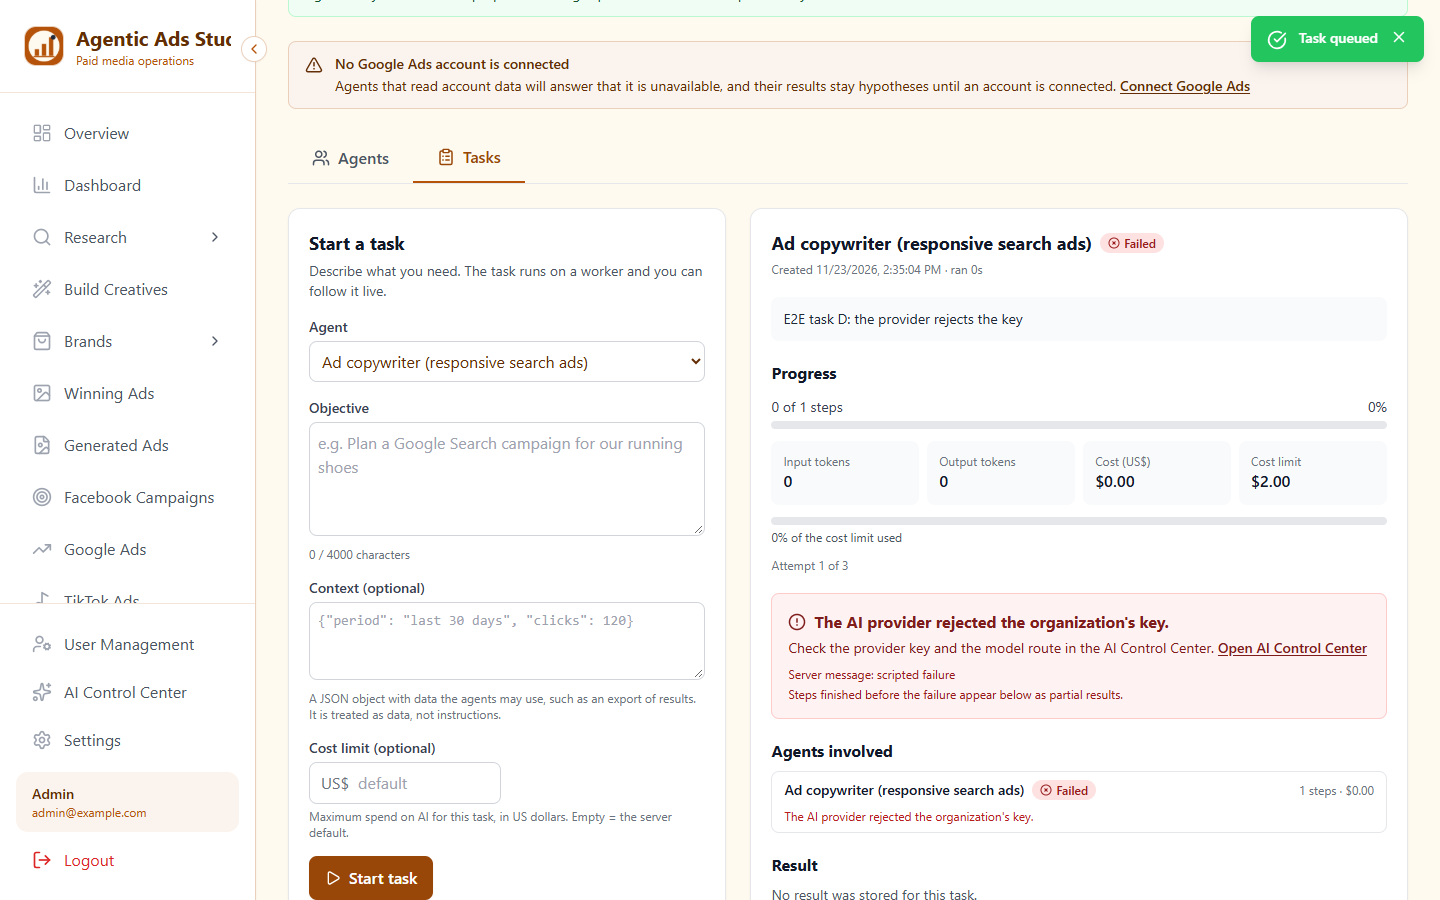 Agentic Ads Stud
Paid media operations
Overview
Dashboard
Research
Build Creatives
Brands
Winning Ads
Generated Ads
Facebook Campaigns
Google Ads
TikTok Ads
User Management
AI Control Center
Settings
Admin
admin@example.com
Logout
Task queued
No Google Ads account is connected
Agents that read account data will answer that it is unavailable, and their results stay hypotheses until an account is connected. Connect Google Ads
Agents
Tasks
Start a task
Describe what you need. The task runs on a worker and you can
follow it live.
Agent
Ad copywriter (responsive search ads)
Objective
e.g. Plan a Google Search campaign for our running
shoes
0 / 4000 characters
Context (optional)
{"period": "last 30 days", "clicks": 120}
A JSON object with data the agents may use, such as an export of results.
It is treated as data, not instructions.
Cost limit (optional)
US$ default
Maximum spend on AI for this task, in US dollars. Empty = the server
default.
Start task
Ad copywriter (responsive search ads) Failed
Created 11/23/2026, 2:35:04 PM · ran 0s
E2E task D: the provider rejects the key
Progress
0 of 1 steps 0%
Input tokens Output tokens Cost (US$) Cost limit
0 0 $0.00 $2.00
0% of the cost limit used
Attempt 1 of 3
The AI provider rejected the organization's key.
Check the provider key and the model route in the AI Control Center. Open AI Control Center
Server message: scripted failure
Steps finished before the failure appear below as partial results.
Agents involved
Ad copywriter (responsive search ads) Failed 1 steps · $0.00
The AI provider rejected the organization's key.
Result
No result was stored for this task.